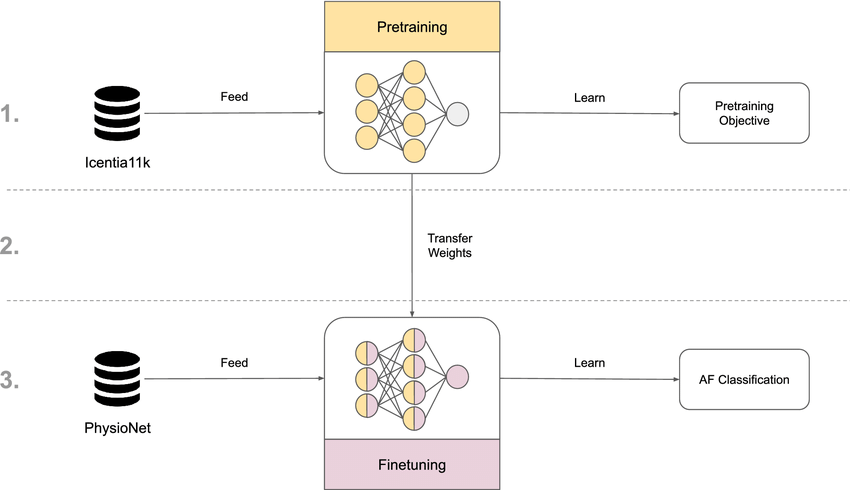 Pretraining
1.
Feed
Learn
Pretraining
Objective
Icentia11k
2.
Transfer
Weights
3.
Feed
Learn
AF Classification
PhysioNet
Finetuning